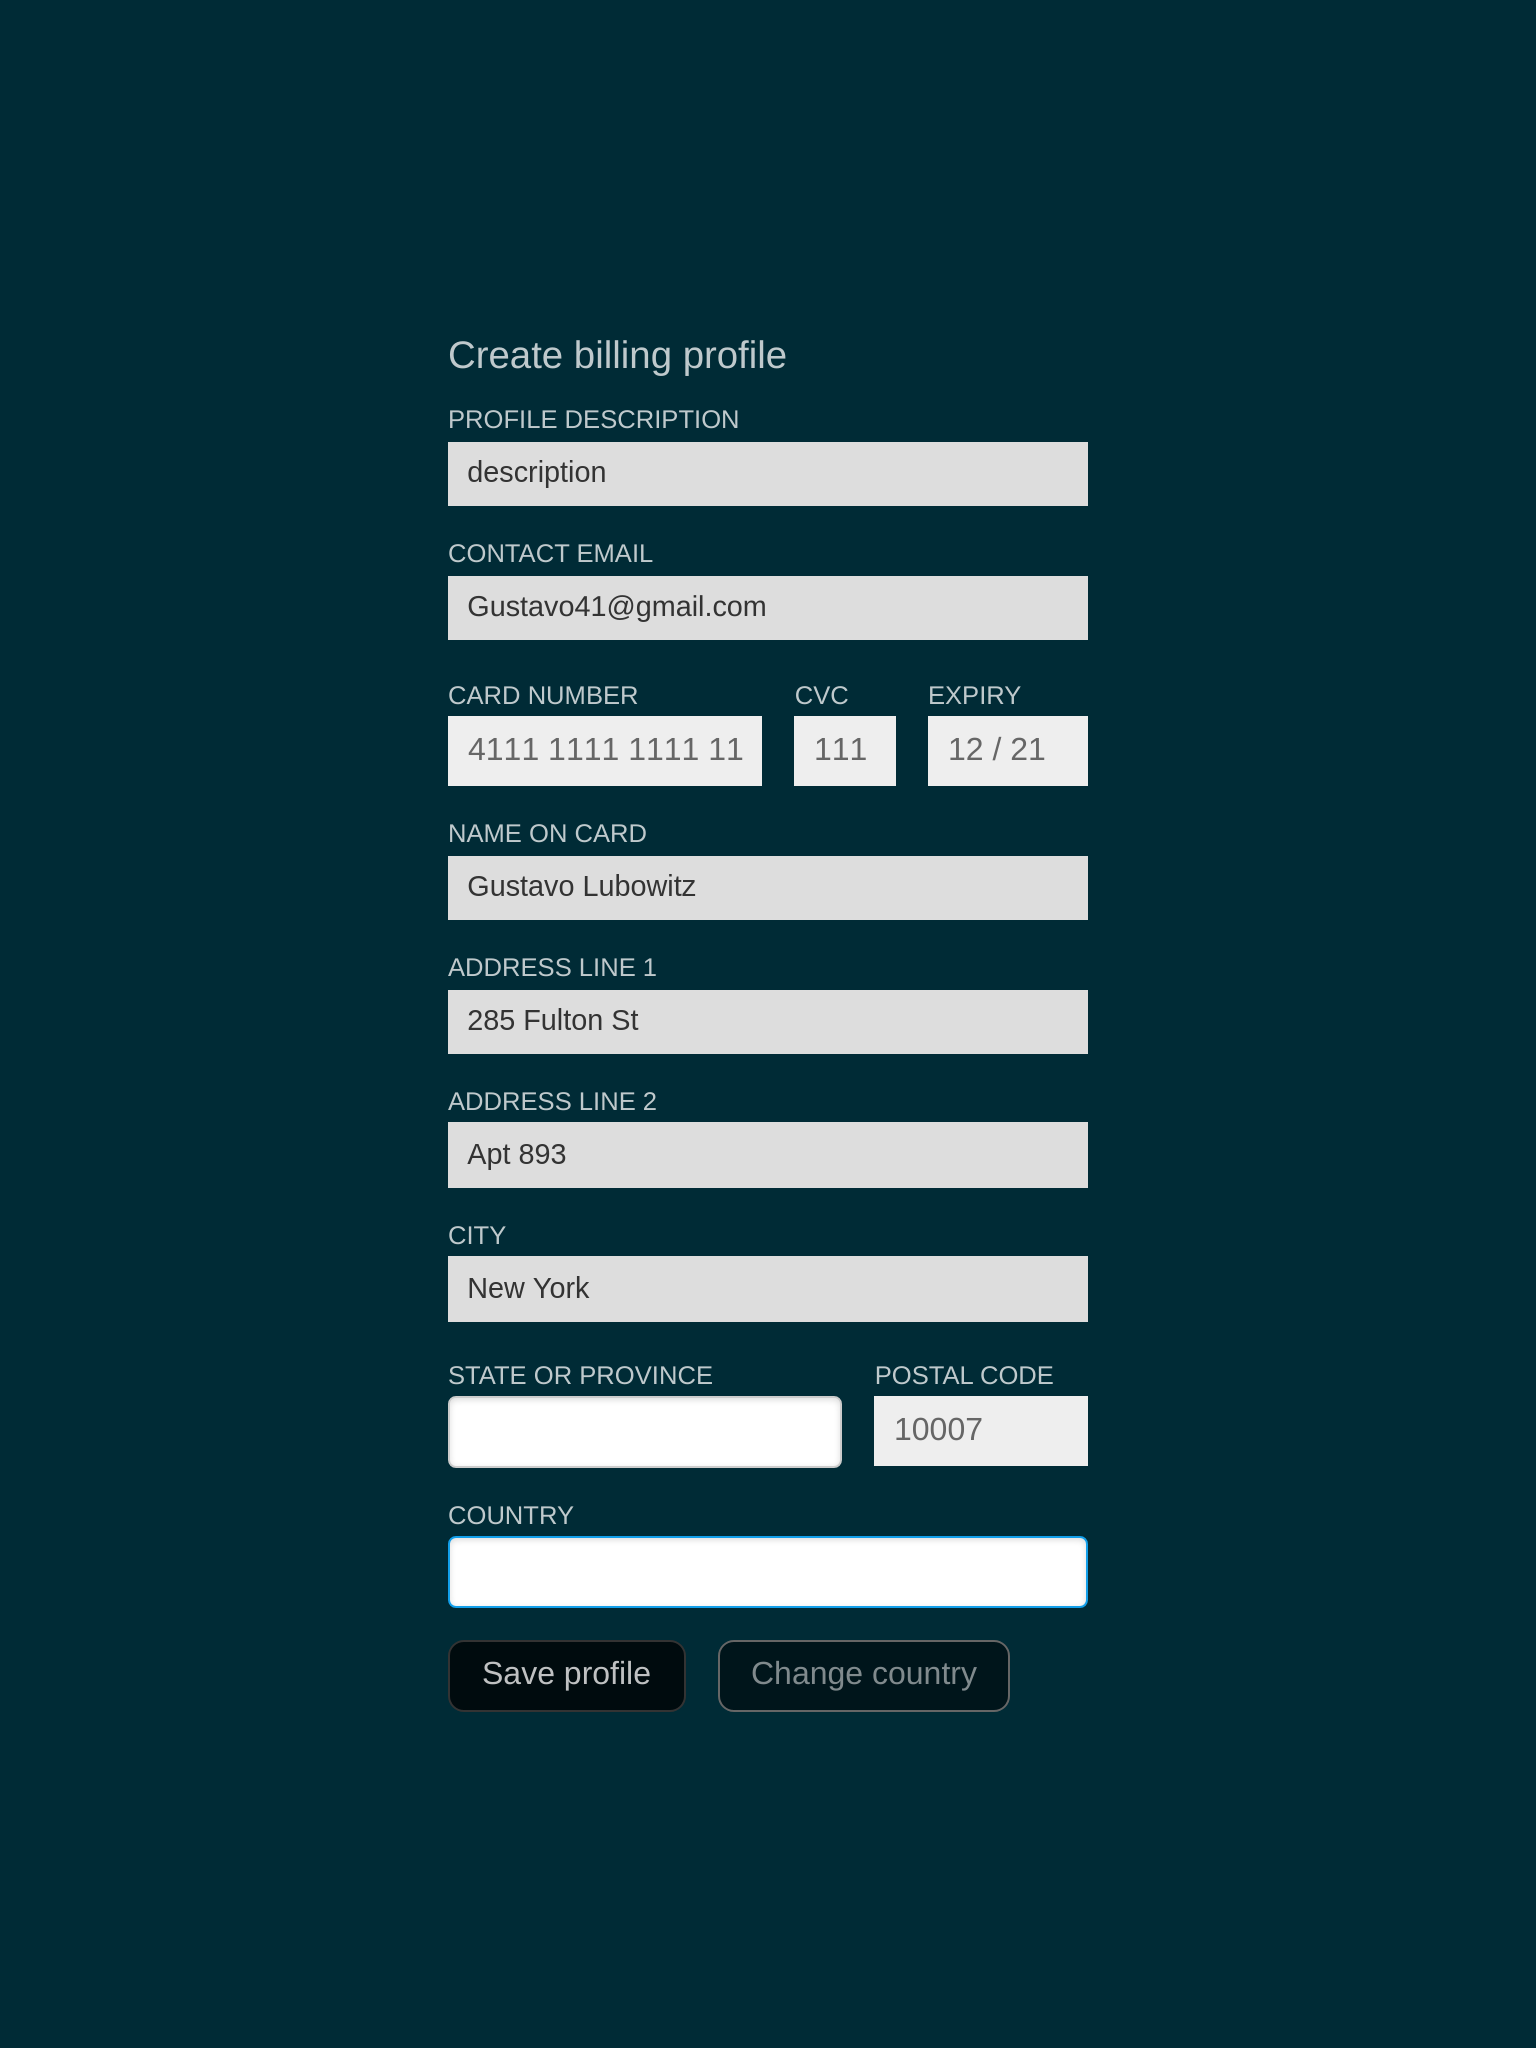 Create billing profile
PROFILE DESCRIPTION
description
CONTACT EMAIL
Gustavo41@gmail.com
CARD NUMBER CVC EXPIRY
4111 1111 1111 11 111 12 / 21
NAME ON CARD
Gustavo Lubowitz
ADDRESS LINE 1
285 Fulton St
ADDRESS LINE 2
Apt 893
CITY
New York
STATE OR PROVINCE POSTAL CODE
10007
COUNTRY
Save profile Change country